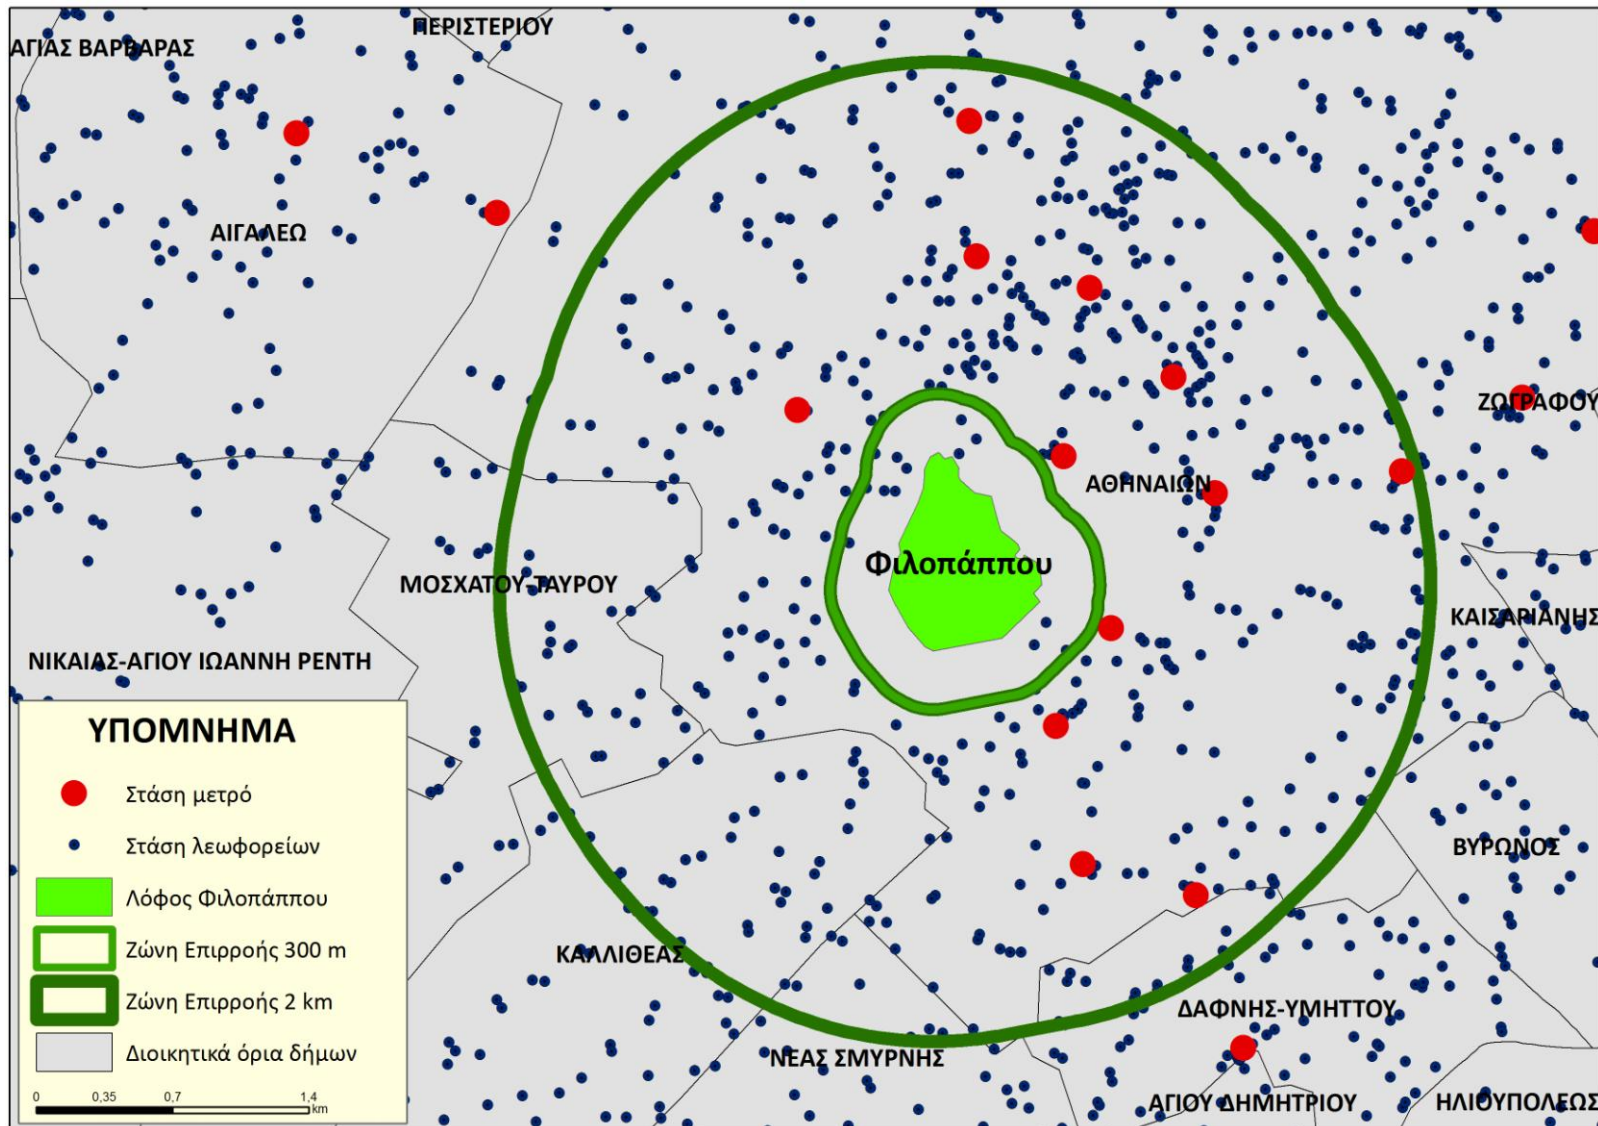 ΠΕΡΙΣΤΕΡΙΟΥ
ΑΓΙΑΣ ΒΑΡΒΑΡΑΣ
ΑΙΓΑΛΕΩ
ΖΩΓΡΑΦΟΥ
ΑΘΗΝΑΙΩΝ
Φιλοπάππου
ΜΟΣΧΑΤΟΥ-ΤΑΥΡΟΥ
ΚΑΙΣΑΡΙΑΝΗΣ
ΝΙΚΑΙΑΣ-ΑΓΙΟΥ ΙΩΑΝΝΗ ΡΕΝΤΗ
ΒΥΡΩΝΟΣ
ΚΑΛΛΙΘΕΑΣ
ΔΑΦΝΗΣ-ΥΜΗΤΤΟΥ
ΝΕΑΣ ΣΜΥΡΝΗΣ
ΑΓΙΟΥ ΔΗΜΗΤΡΙΟΥ
ΗΛΙΟΥΠΟΛΕΩΣ
ΥΠΟΜΝΗΜΑ
Στάση μετρό
Στάση λεωφορείων
Λόφος Φιλοπάππου
Ζώνη Επιρροής 300 m
Ζώνη Επιρροής 2 km
Διοικητικά όρια δήμων
0 0,35 0,7 1,4
km